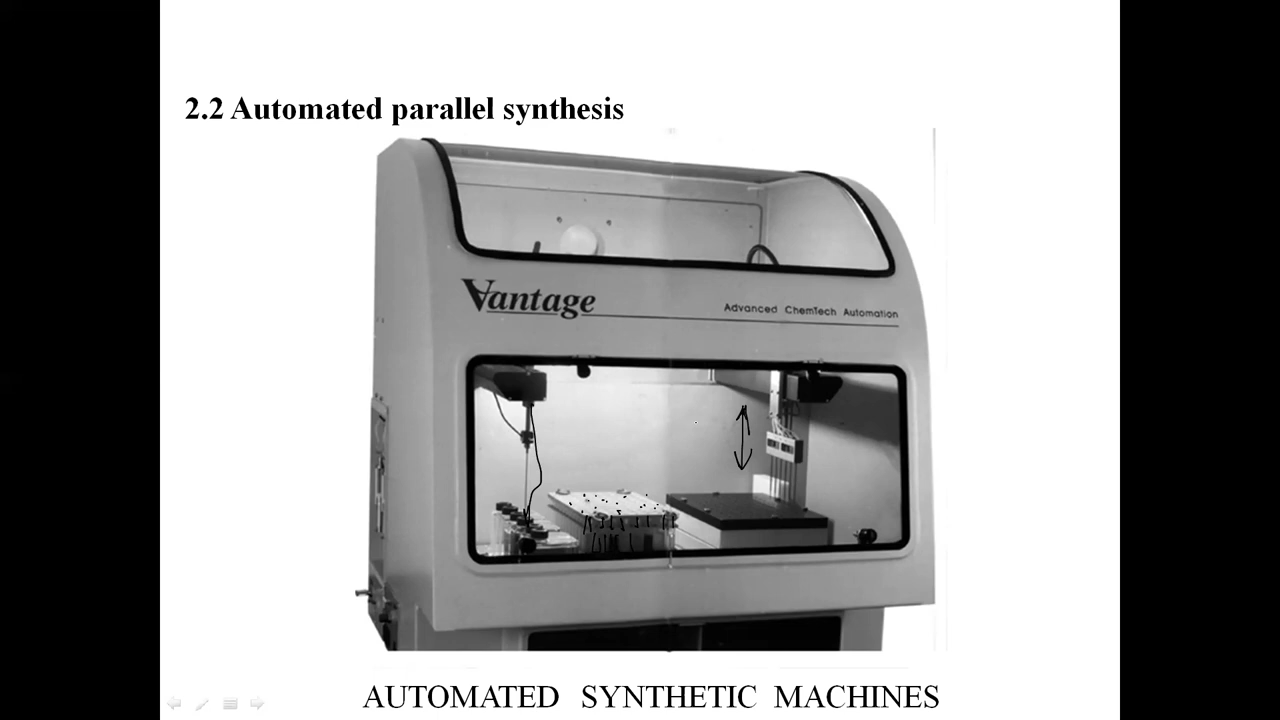 2.2 Automated parallel synthesis
Vantage
Advanced ChemTech Automation
AUTOMATED SYNTHETIC MACHINES